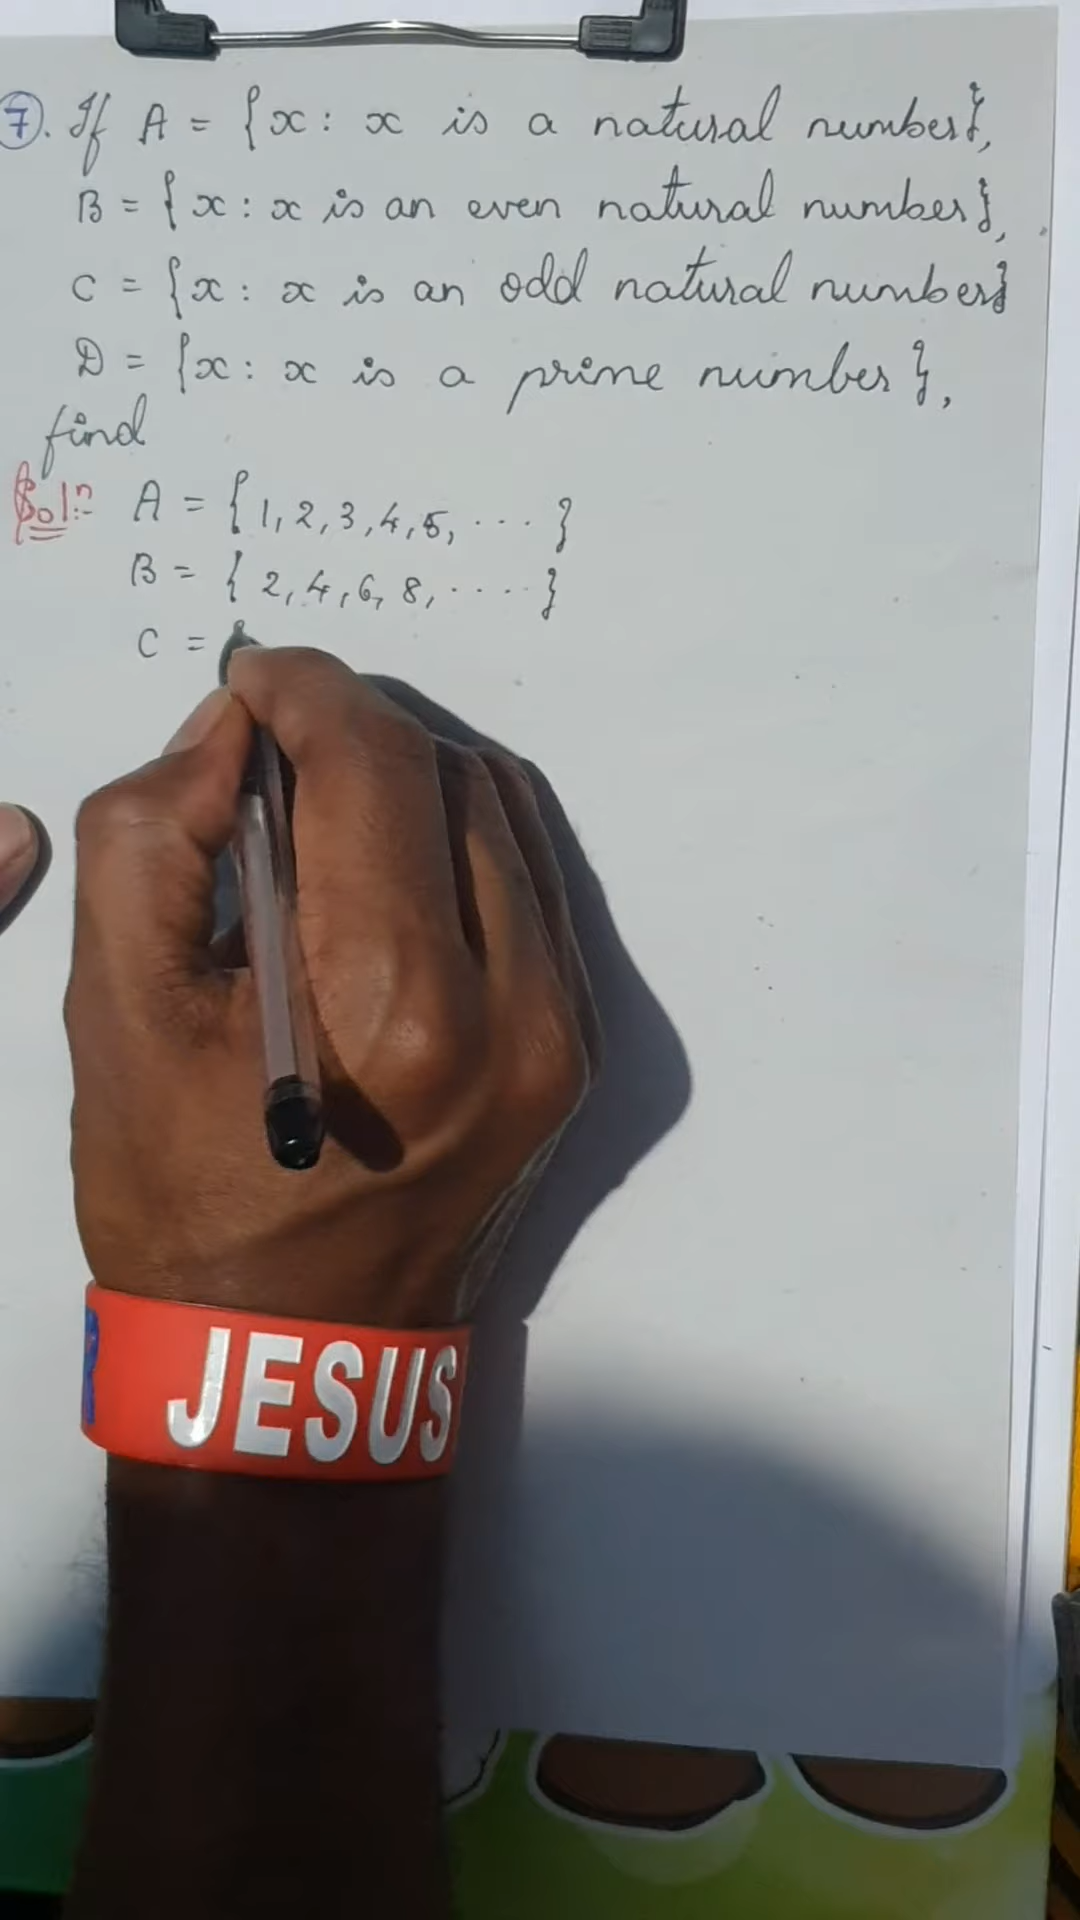 7. If A = {x : x is a natural number},
B = {x : x is an even natural number},
C = {x : x is an odd natural number}
D = {x : x is a prime number},
find
Soln:- A = {1, 2, 3, 4, 5, ... }
B = { 2, 4, 6, 8, ..... }
C = {
JESUS